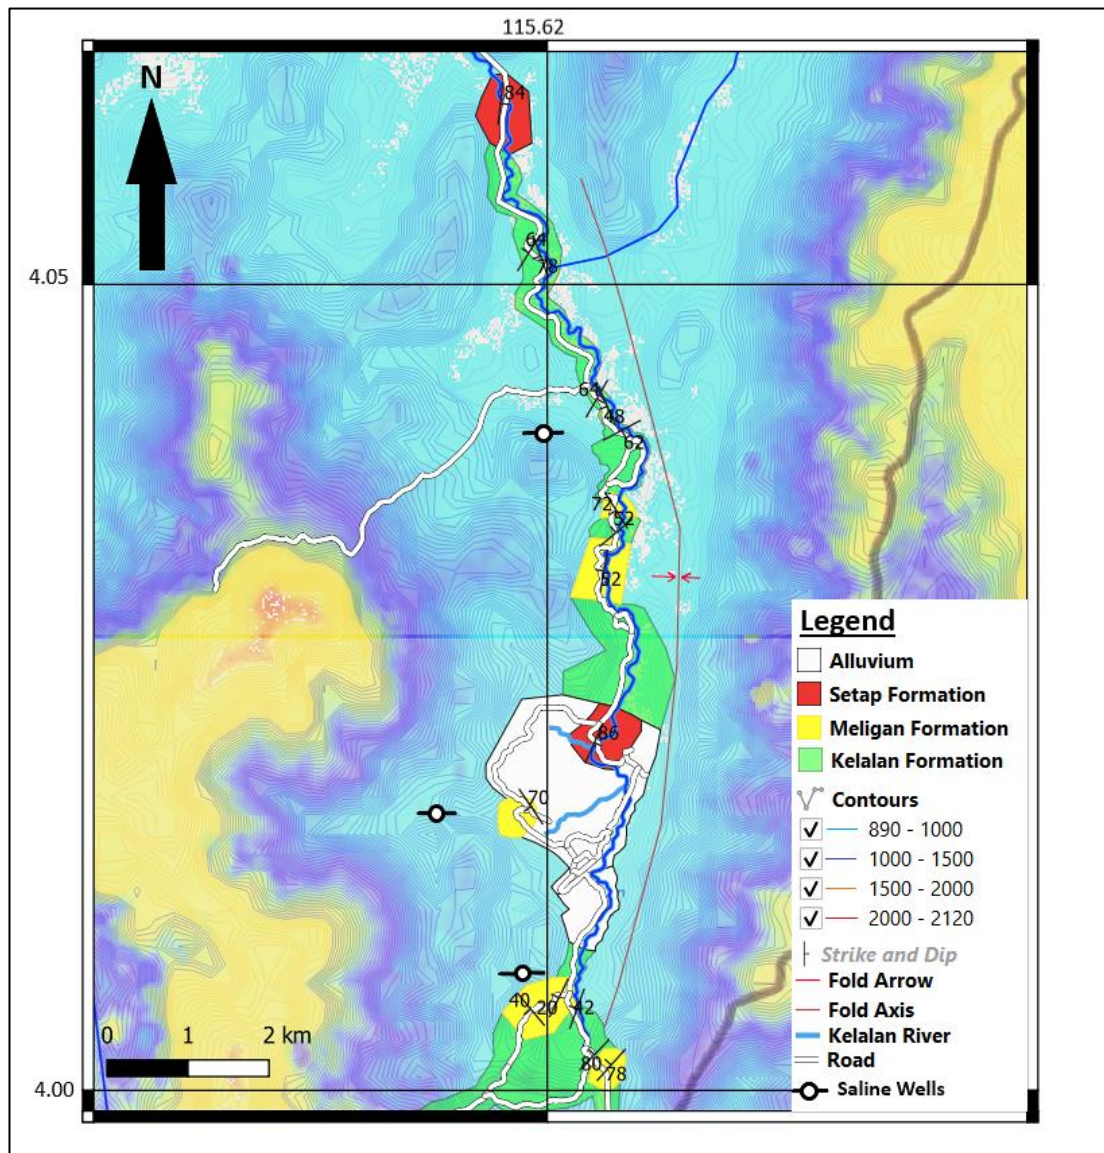 115.62
N
84
64
78
4.05
64
48
62
72
52
52
86
70
40
20
42
80
78
0 1 2 km
4.00
Legend
Alluvium
Setap Formation
Meligan Formation
Kelalan Formation
Contours
890 - 1000
1000 - 1500
1500 - 2000
2000 - 2120
Strike and Dip
Fold Arrow
Fold Axis
Kelalan River
Road
Saline Wells